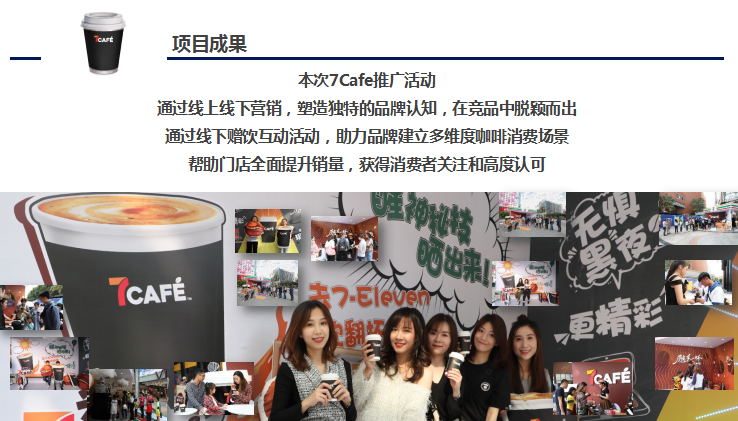 7CAFÉ
项目成果
本次7Cafe推广活动
通过线上线下营销，塑造独特的品牌认知，在竞品中脱颖而出
通过线下赠饮互动活动，助力品牌建立多维度咖啡消费场景
帮助门店全面提升销量，获得消费者关注和高度认可
醒神秘技
晒出来!
无惧
黑夜
7CAFÉ
去7-Eleven
更精彩
7CAFÉ